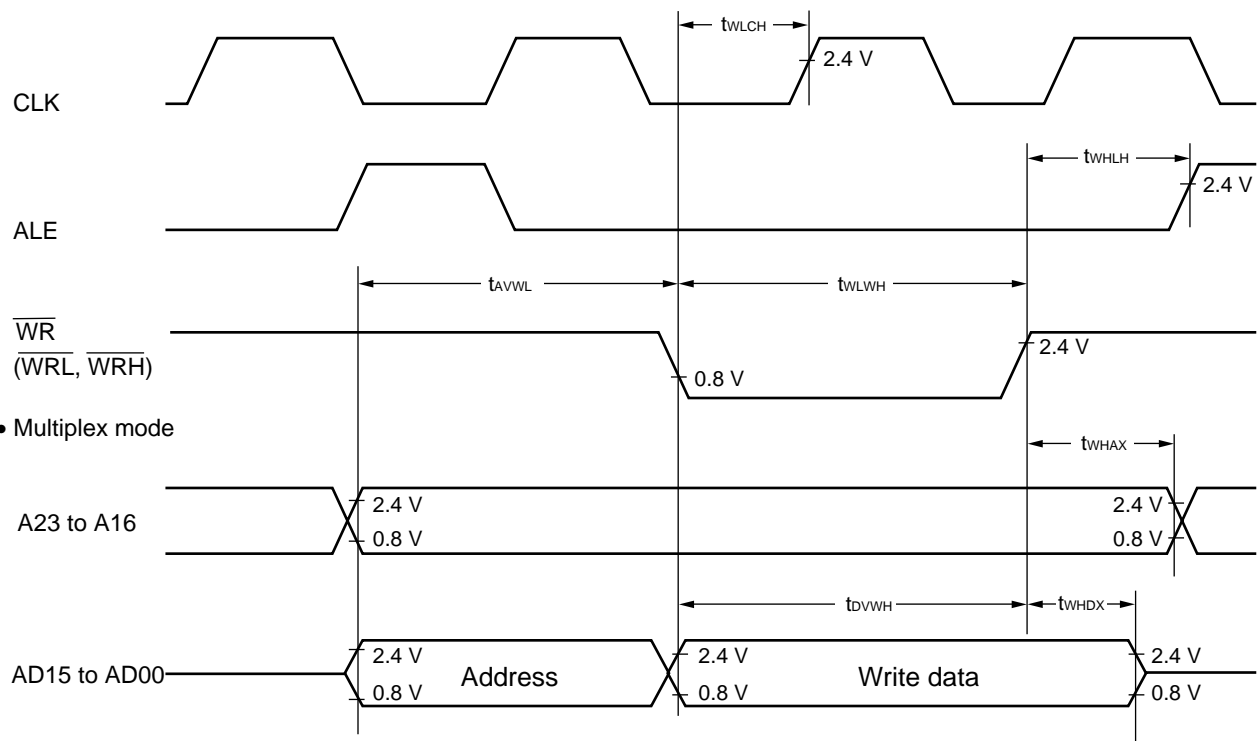 tWLCH
2.4 V
CLK
tWHLH
2.4 V
ALE
tAVWL
tWLWH
WR
(WRL, WRH)
2.4 V
0.8 V
• Multiplex mode
tWHAX
A23 to A16
2.4 V
0.8 V
2.4 V
0.8 V
tDVWH
tWHDX
AD15 to AD00
2.4 V
0.8 V
Address
2.4 V
0.8 V
Write data
2.4 V
0.8 V